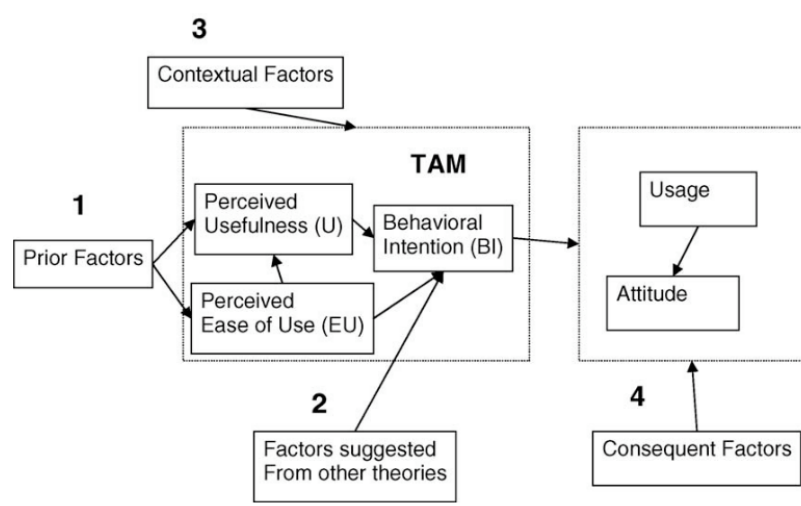 3
Contextual Factors
TAM
1
Perceived
Usefulness (U)
Behavioral
Intention (BI)
Usage
Prior Factors
Perceived
Ease of Use (EU)
Attitude
2
4
Factors suggested
From other theories
Consequent Factors